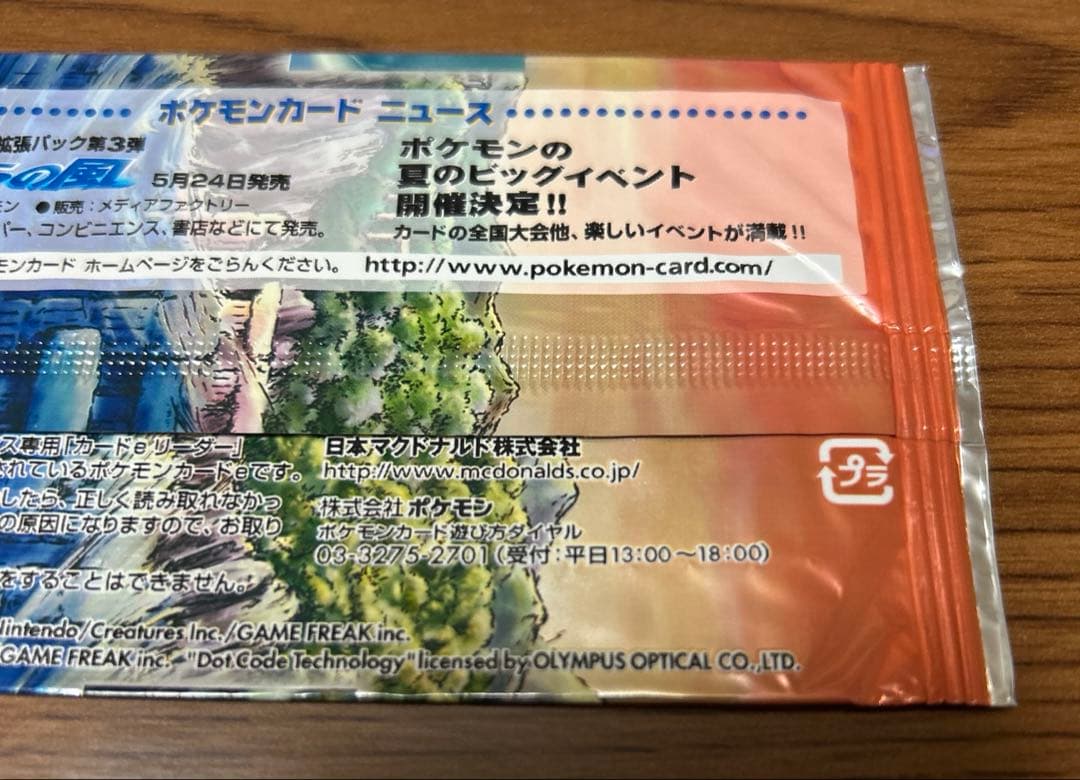 ポケモンカード ニュース
拡張パック第3弾
の風 5月24日発売
モン ●販売：メディアファクトリー
パー、コンビニエンス、書店などにて発売。
ポケモンの
夏のビッグイベント
開催決定!!
カードの全国大会他、楽しいイベントが満載!!
モンカード ホームページをごらんください。 http://www.pokemon-card.com/
ス専用「カードeリーダー」
されているポケモンカードeです。
したら、正しく読み取れなかっ
の原因になりますので、お取り
をすることはできません。
日本マクドナルド株式会社
http://www.mcdonalds.co.jp/
株式会社 ポケモン
ポケモンカード遊び方ダイヤル
03-3275-2701（受付：平日13:00〜18:00）
プラ
Nintendo/Creatures Inc./GAME FREAK inc.
GAME FREAK inc. "Dot Code Technology" licensed by OLYMPUS OPTICAL CO.,LTD.